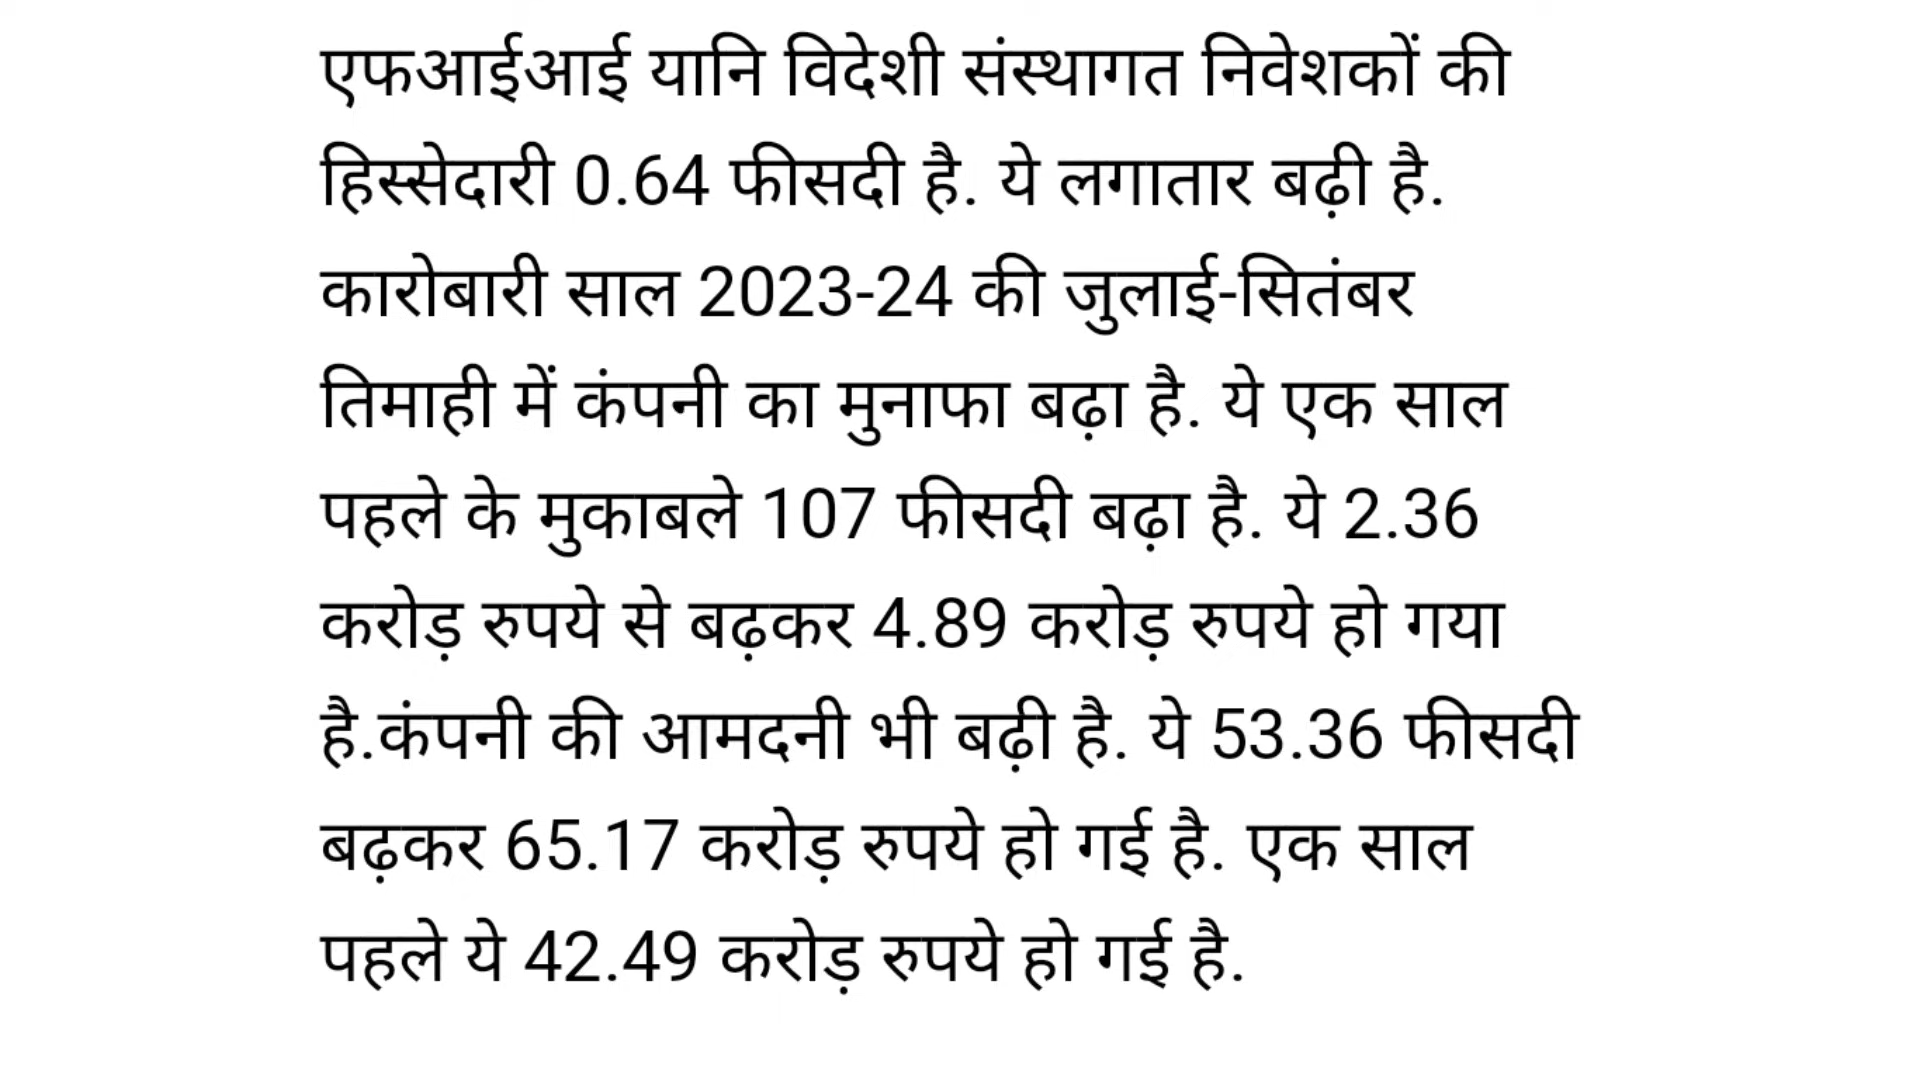 एफआईआई यानि विदेशी संस्थागत निवेशकों की
हिस्सेदारी 0.64 फीसदी है. ये लगातार बढ़ी है.
कारोबारी साल 2023-24 की जुलाई-सितंबर
तिमाही में कंपनी का मुनाफा बढ़ा है. ये एक साल
पहले के मुकाबले 107 फीसदी बढ़ा है. ये 2.36
करोड़ रुपये से बढ़कर 4.89 करोड़ रुपये हो गया
है.कंपनी की आमदनी भी बढ़ी है. ये 53.36 फीसदी
बढ़कर 65.17 करोड़ रुपये हो गई है. एक साल
पहले ये 42.49 करोड़ रुपये हो गई है.